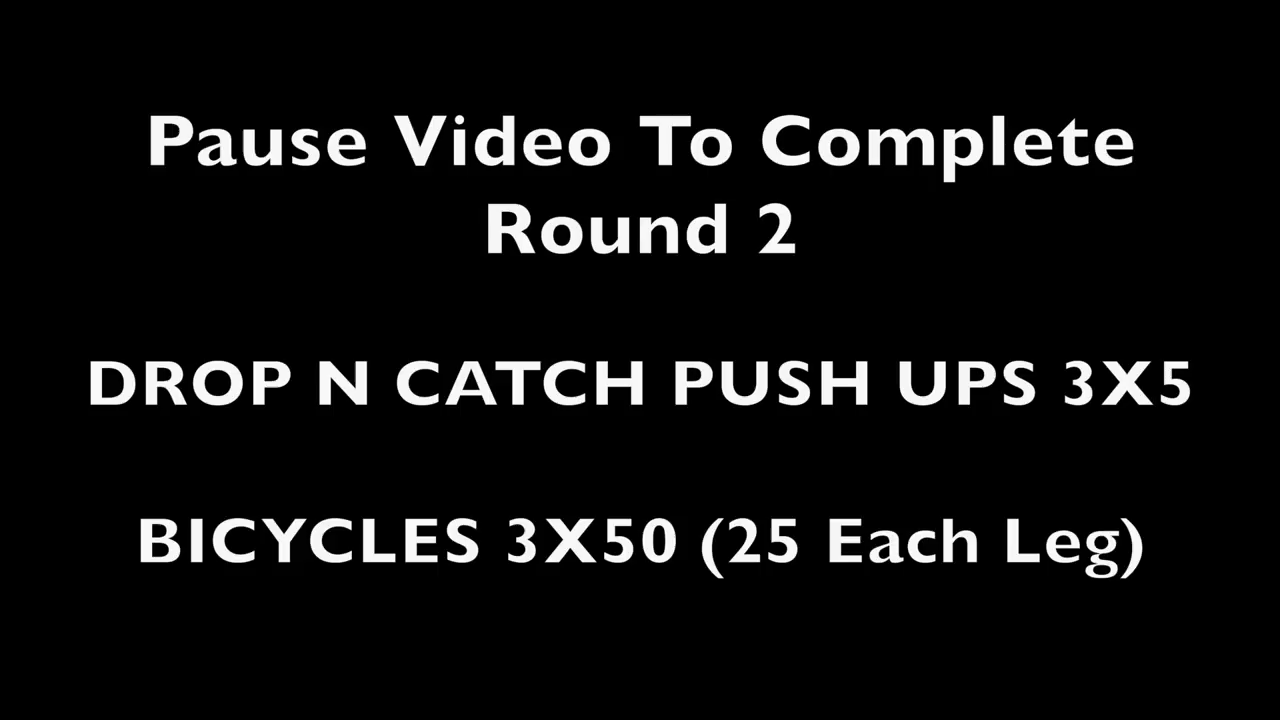 Pause Video To Complete
Round 2
DROP N CATCH PUSH UPS 3X5
BICYCLES 3X50 (25 Each Leg)